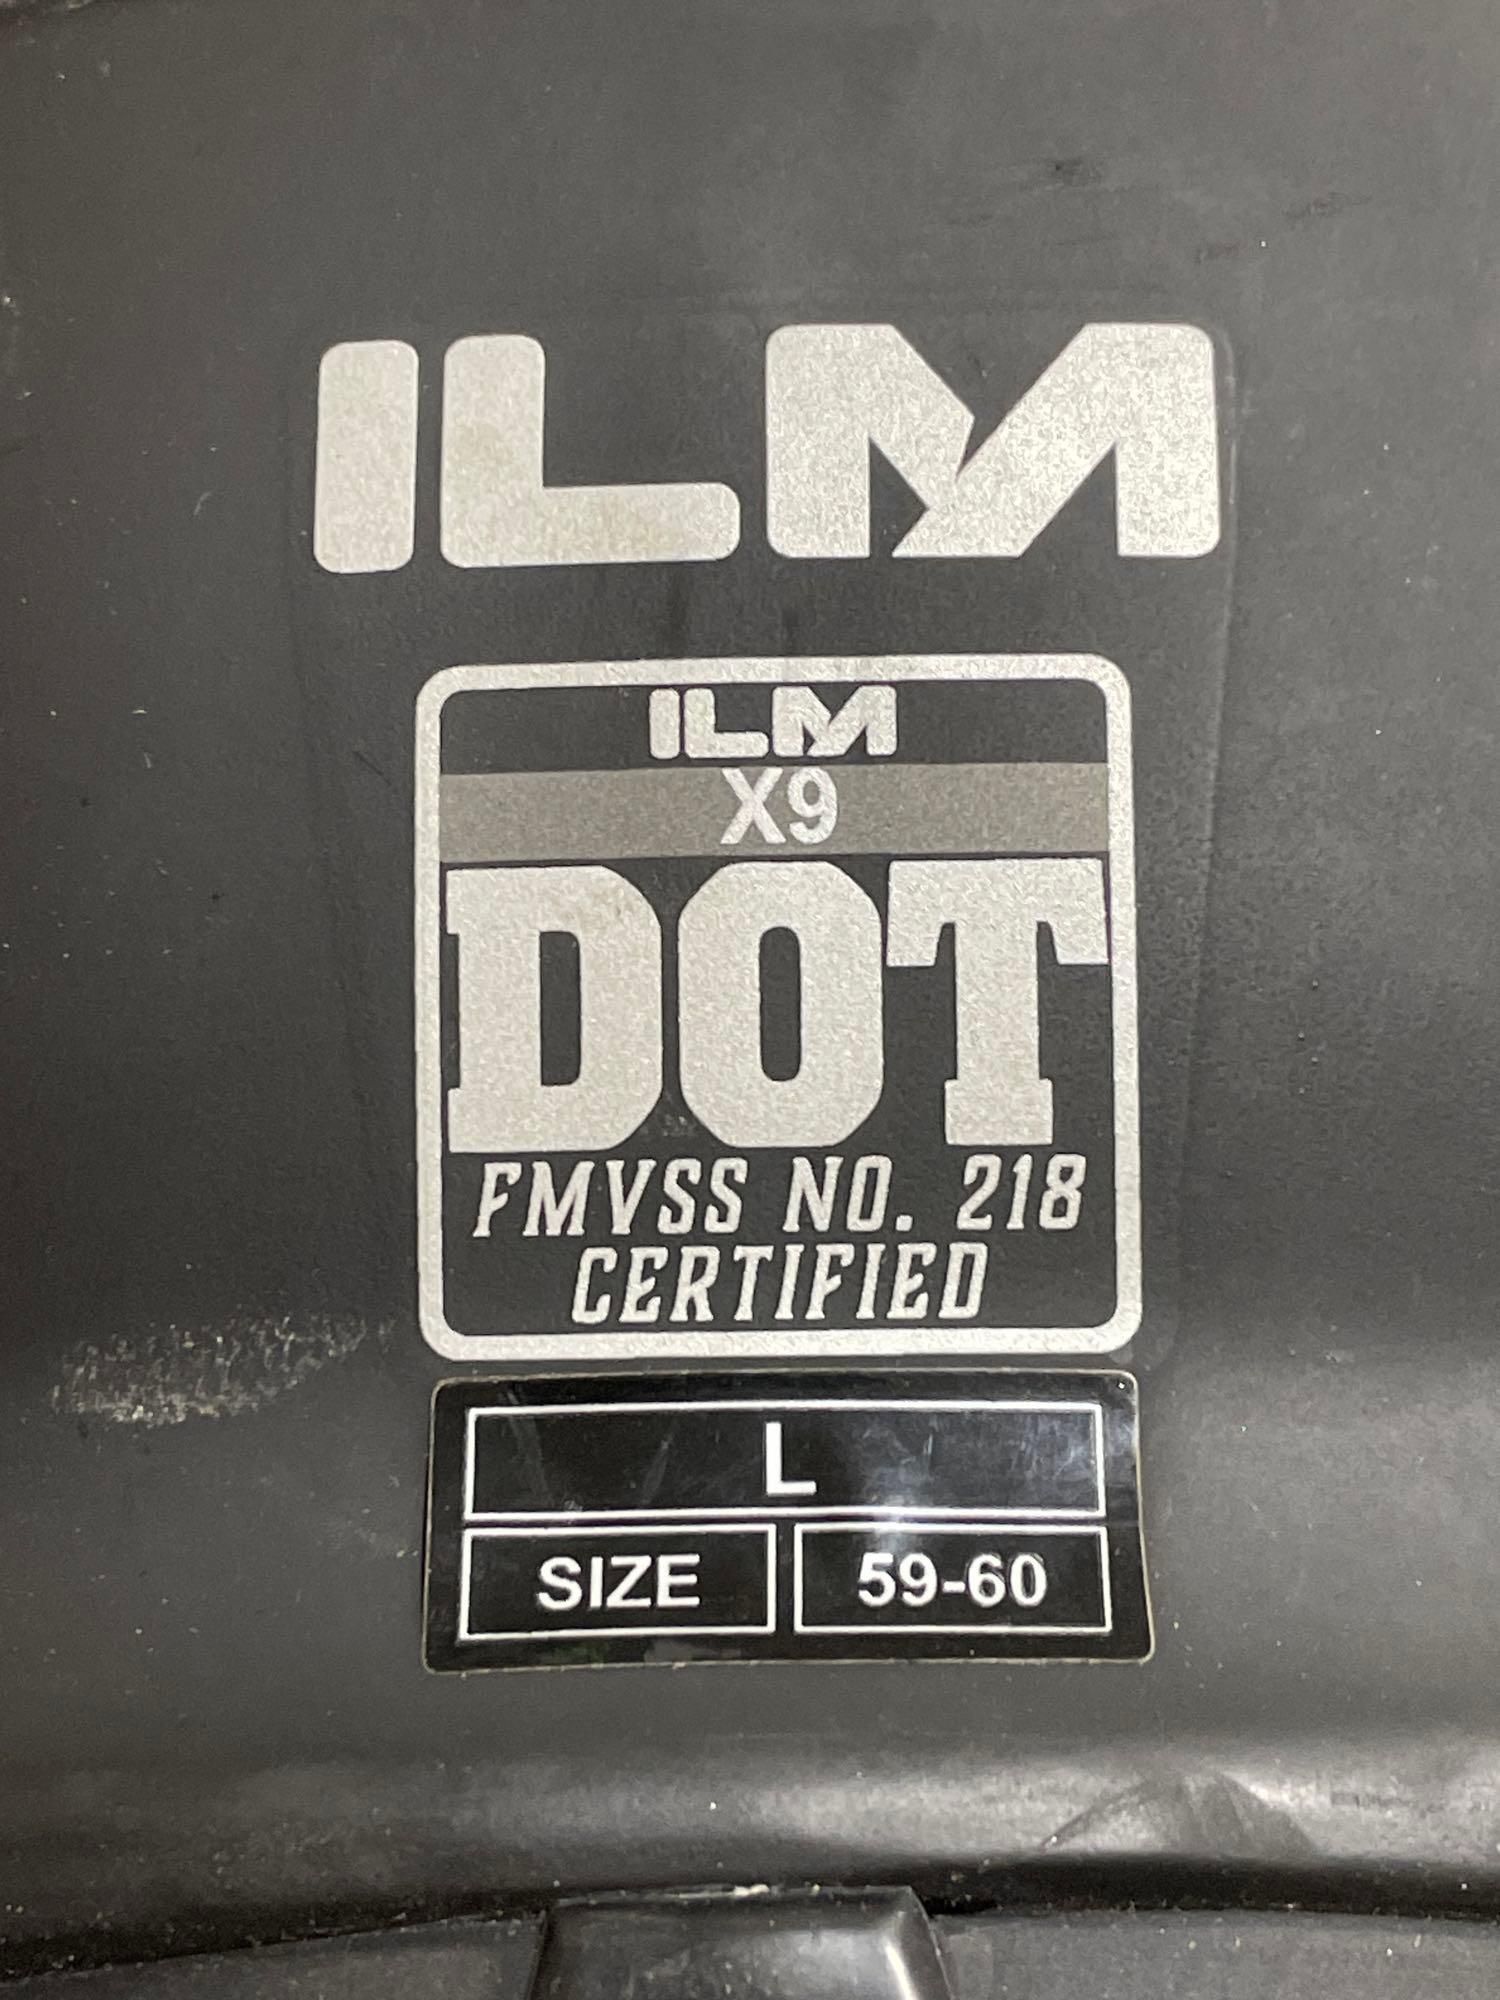 ILM
ILM
X9
DOT
FMVSS NO. 218
CERTIFIED
L
SIZE 59-60